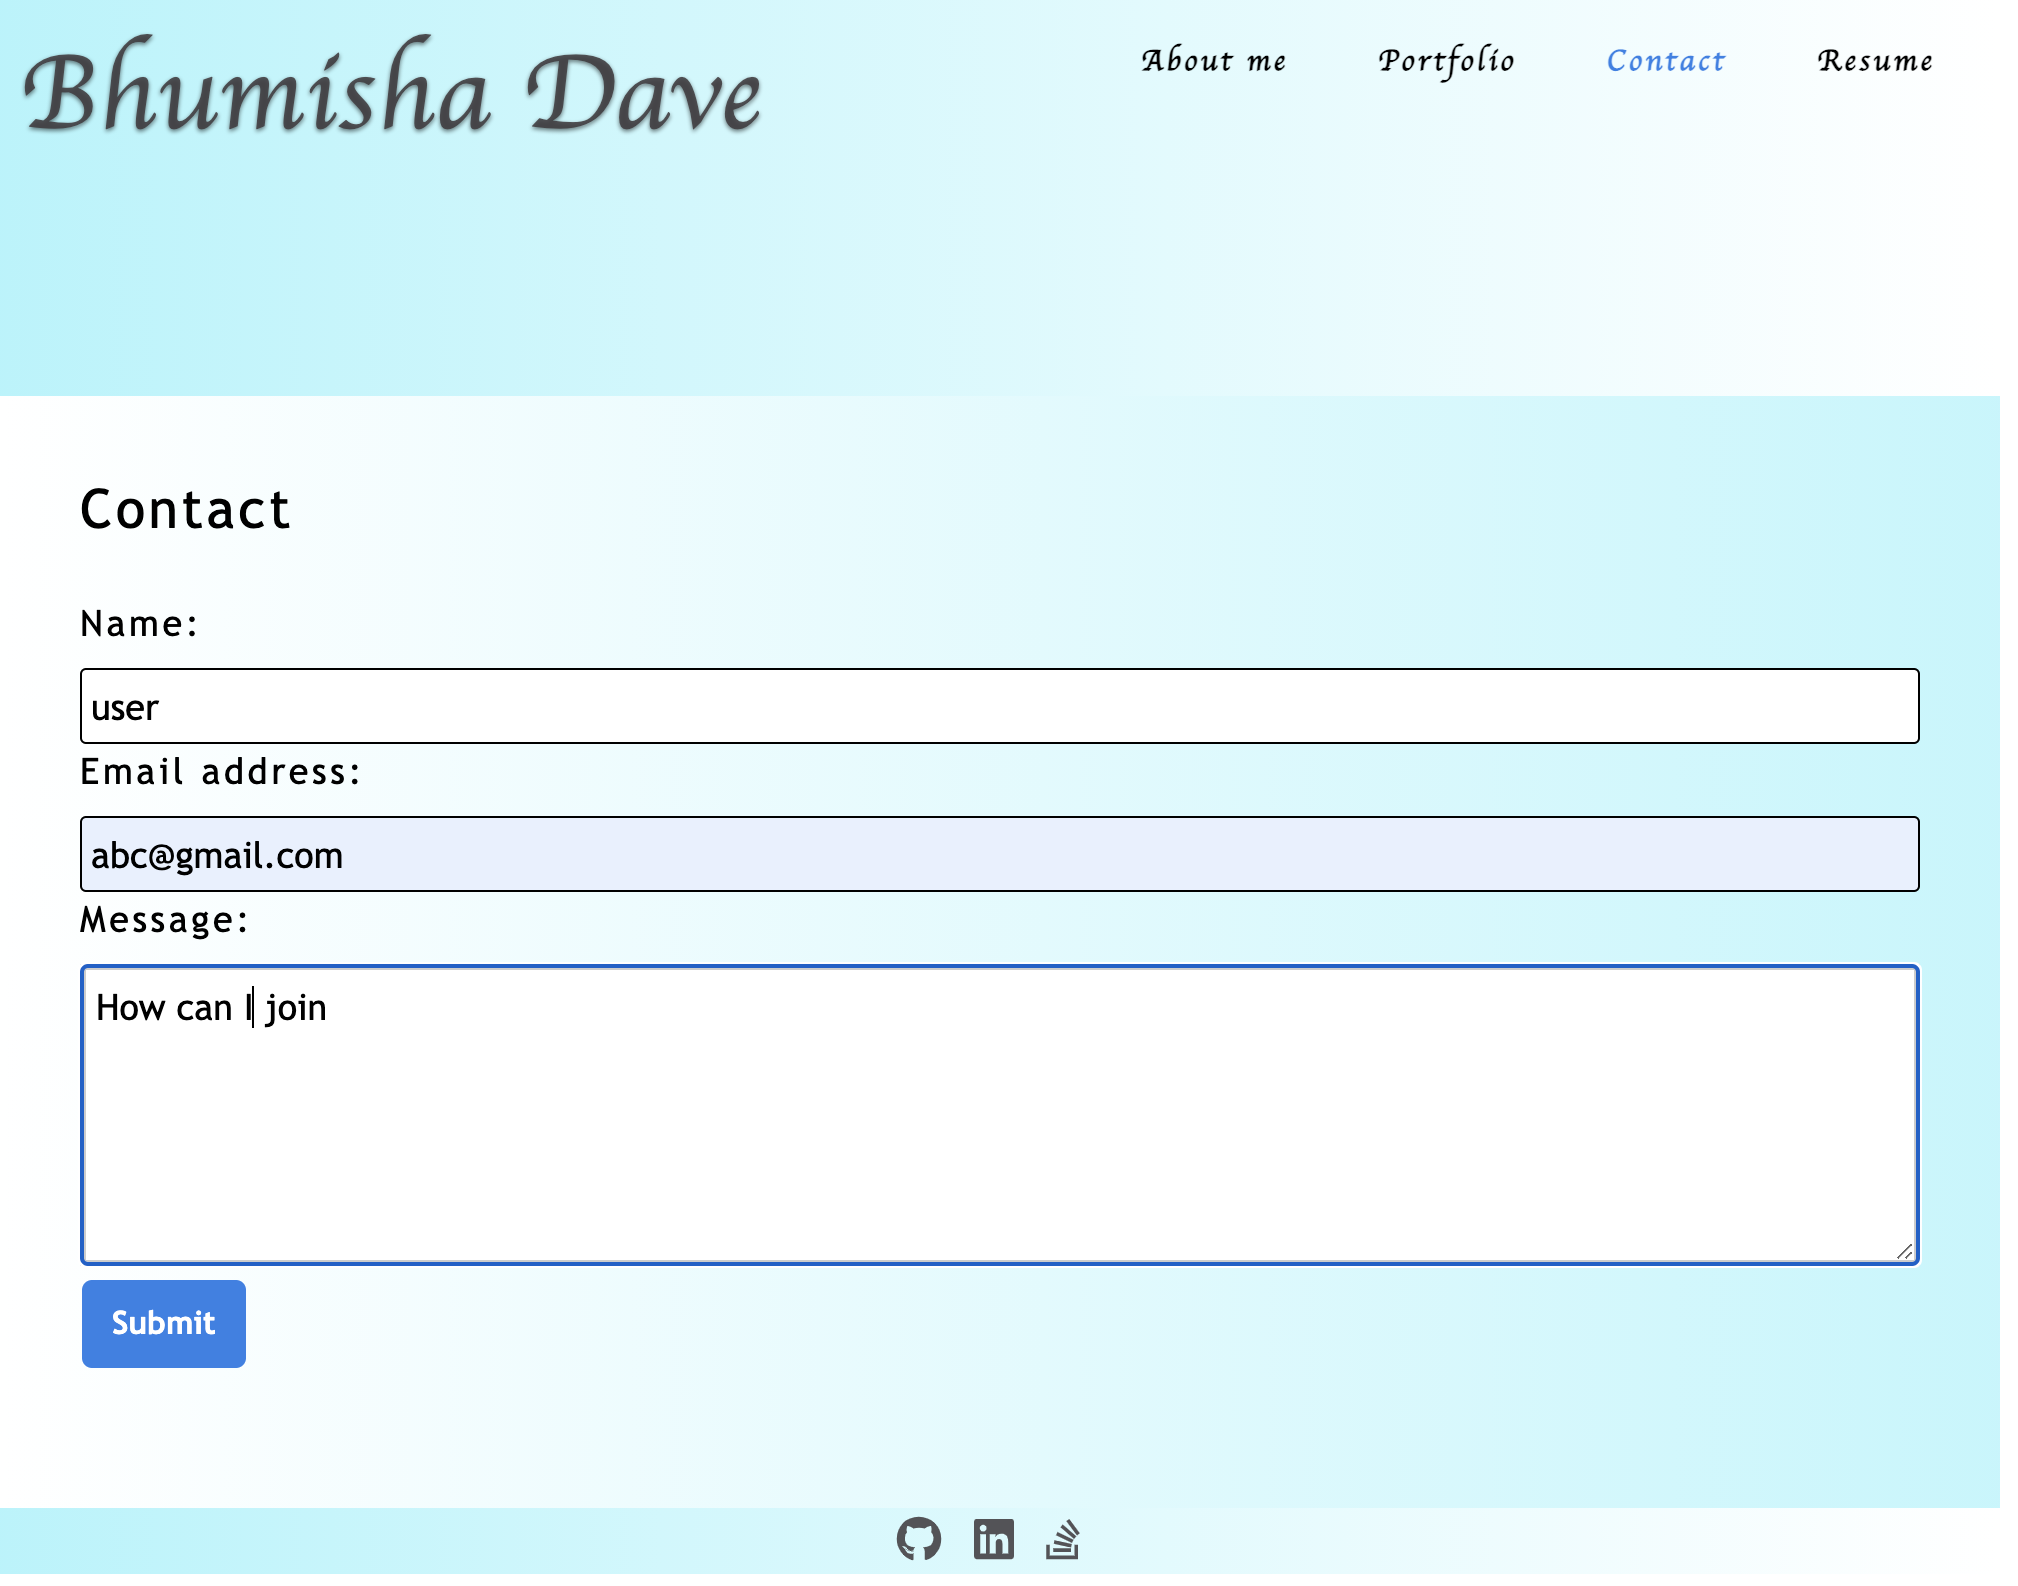 Bhumisha Dave
About me
Portfolio
Contact
Resume
Contact
Name:
user
Email address:
abc@gmail.com
Message:
How can I join
Submit
in